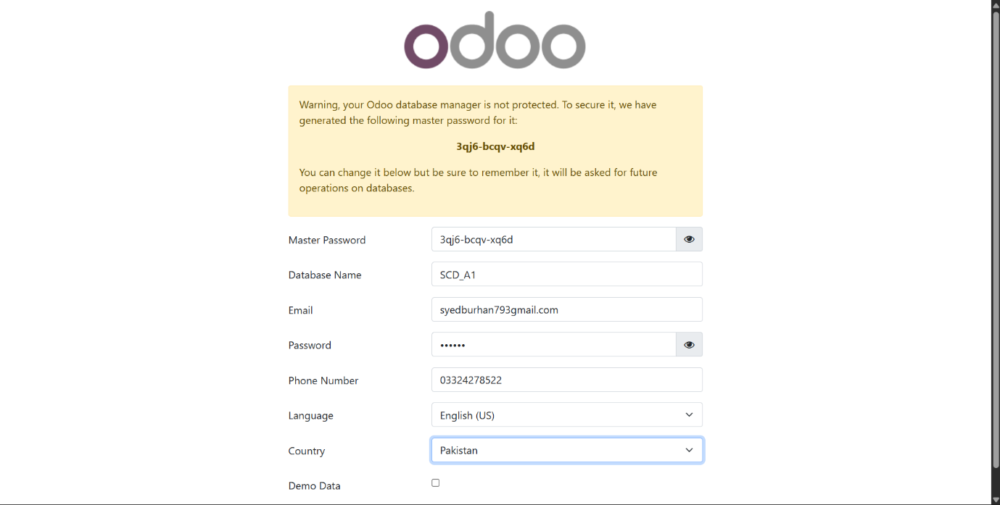 odoo
Warning, your Odoo database manager is not protected. To secure it, we have
generated the following master password for it:
3qj6-bcqv-xq6d
You can change it below but be sure to remember it, it will be asked for future
operations on databases.
Master Password 3qj6-bcqv-xq6d
Database Name SCD_A1
Email syedburhan793gmail.com
Password ••••••
Phone Number 03324278522
Language English (US)
Country Pakistan
Demo Data